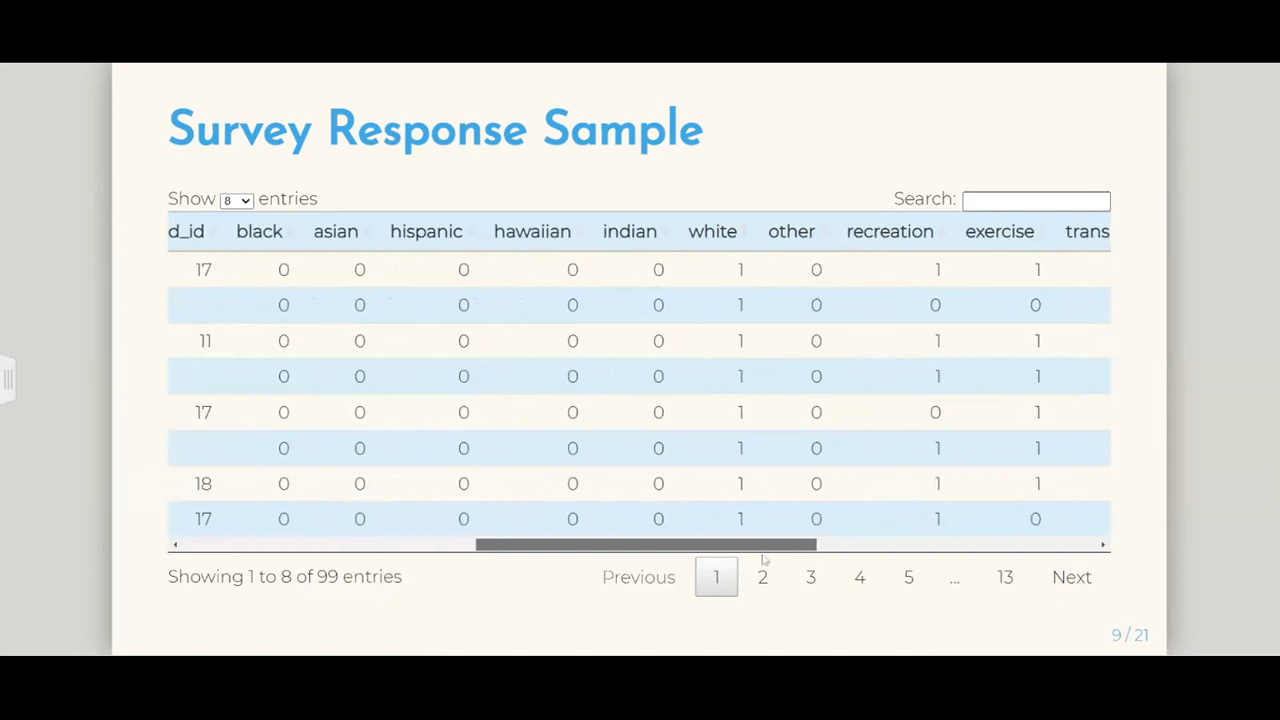 Survey Response Sample
Show 8 entries Search:
d_id black asian hispanic hawaiian indian white other recreation exercise trans
17 0 0 0 0 0 1 0 1 1
0 0 0 0 0 1 0 0 0
11 0 0 0 0 0 1 0 1 1
0 0 0 0 0 1 0 1 1
17 0 0 0 0 0 1 0 0 1
0 0 0 0 0 1 0 1 1
18 0 0 0 0 0 1 0 1 1
17 0 0 0 0 0 1 0 1 0
Showing 1 to 8 of 99 entries Previous 1 2 3 4 5 ... 13 Next
9 / 21